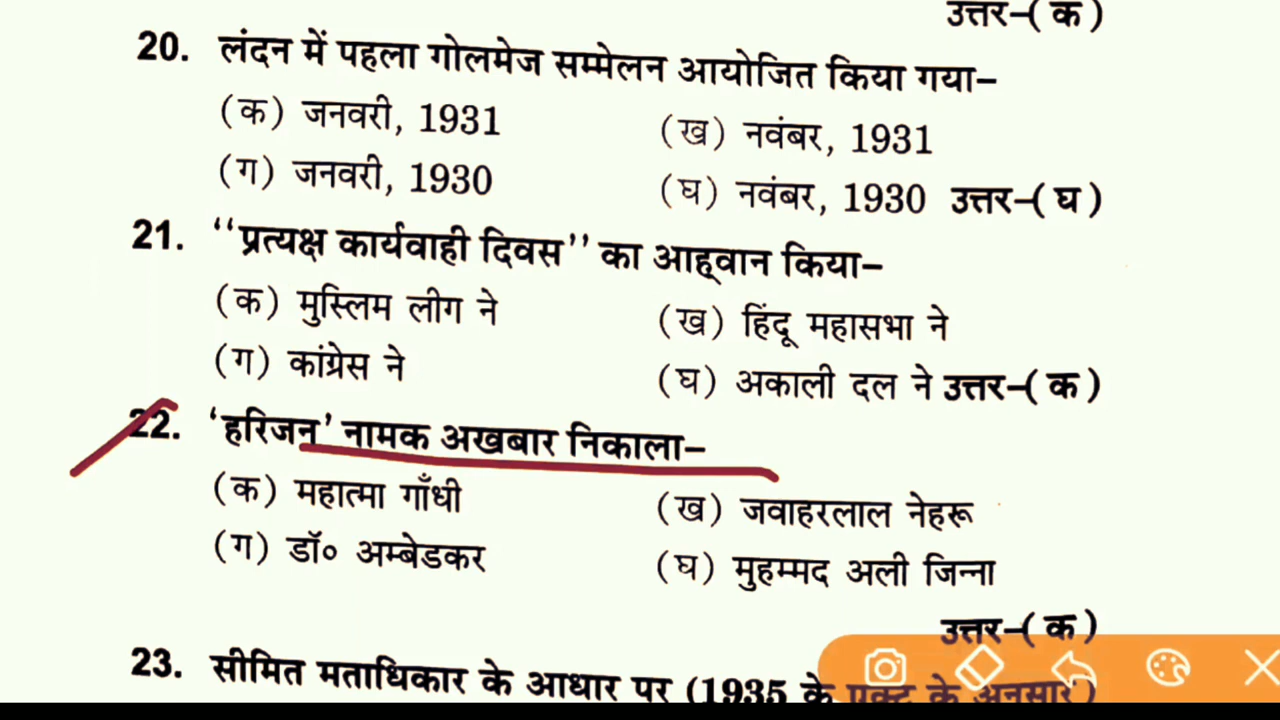 उत्तर–( क )
20. लंदन में पहला गोलमेज सम्मेलन आयोजित किया गया–
(क) जनवरी, 1931 (ख) नवंबर, 1931
(ग) जनवरी, 1930 (घ) नवंबर, 1930 उत्तर–( घ )
21. ‘‘प्रत्यक्ष कार्यवाही दिवस’’ का आह्वान किया–
(क) मुस्लिम लीग ने (ख) हिंदू महासभा ने
(ग) कांग्रेस ने (घ) अकाली दल ने उत्तर–( क )
22. ‘हरिजन’ नामक अखबार निकाला–
(क) महात्मा गाँधी (ख) जवाहरलाल नेहरू
(ग) डॉ० अम्बेडकर (घ) मुहम्मद अली जिन्ना
उत्तर–( क )
23. सीमित मताधिकार के आधार पर (1935 के एक्ट के अनुसार)